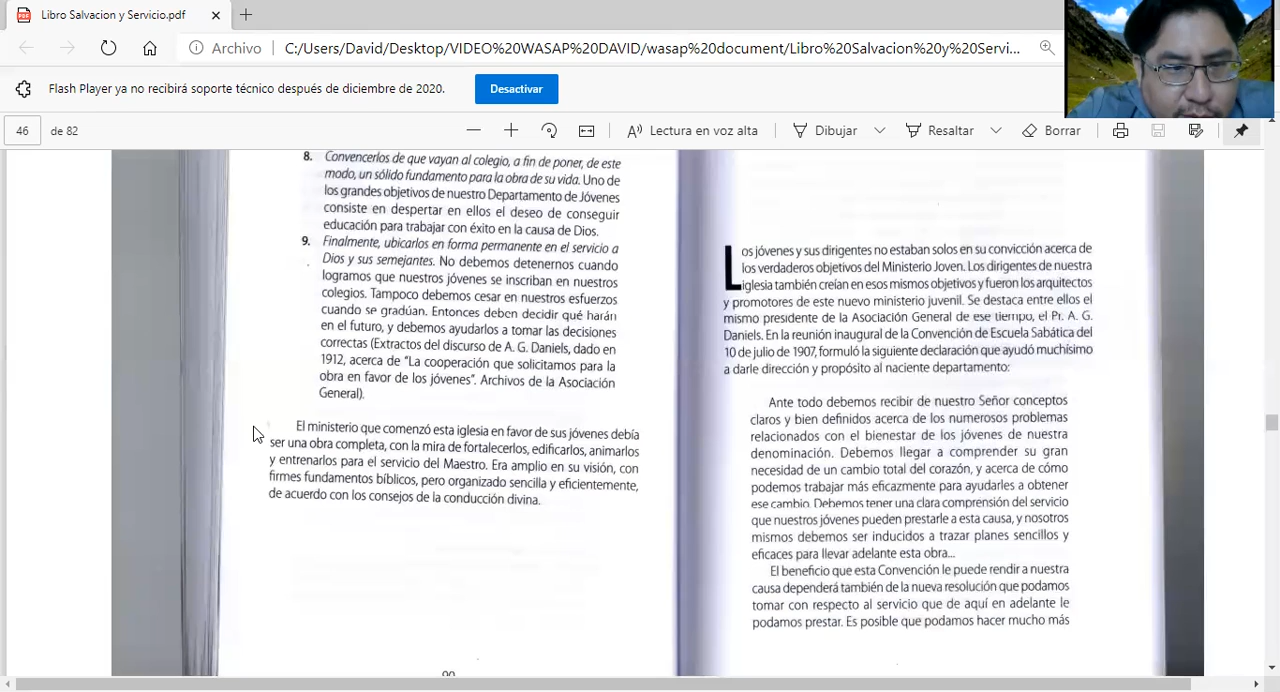 Libro Salvacion y Servicio.pdf
Archivo
C:/Users/David/Desktop/VIDEO%20WASAP%20DAVID/wasap%20document/Libro%20Salvacion%20y%20Servi...
Flash Player ya no recibirá soporte técnico después de diciembre de 2020.
Desactivar
46 de 82
Lectura en voz alta
Dibujar
Resaltar
Borrar
8. Convencerlos de que vayan al colegio, a fin de poner, de este
modo, un sólido fundamento para la obra de su vida. Uno de
los grandes objetivos de nuestro Departamento de Jóvenes
consiste en despertar en ellos el deseo de conseguir
educación para trabajar con éxito en la causa de Dios.
9. Finalmente, ubicarlos en forma permanente en el servicio a
Dios y sus semejantes. No debemos detenernos cuando
logramos que nuestros jóvenes se inscriban en nuestros
colegios. Tampoco debemos cesar en nuestros esfuerzos
cuando se gradúan. Entonces deben decidir qué harán
en el futuro, y debemos ayudarlos a tomar las decisiones
correctas (Extractos del discurso de A. G. Daniels, dado en
1912, acerca de "La cooperación que solicitamos para la
obra en favor de los jóvenes". Archivos de la Asociación
General).
El ministerio que comenzó esta iglesia en favor de sus jóvenes debía
ser una obra completa, con la mira de fortalecerlos, edificarlos, animarlos
y entrenarlos para el servicio del Maestro. Era amplio en su visión, con
firmes fundamentos bíblicos, pero organizado sencilla y eficientemente,
de acuerdo con los consejos de la conducción divina.
90
Los jóvenes y sus dirigentes no estaban solos en su convicción acerca de
los verdaderos objetivos del Ministerio Joven. Los dirigentes de nuestra
iglesia también creían en esos mismos objetivos y fueron los arquitectos
y promotores de este nuevo ministerio juvenil. Se destaca entre ellos el
mismo presidente de la Asociación General de ese tiempo, el Pr. A. G.
Daniels. En la reunión inaugural de la Convención de Escuela Sabática del
10 de julio de 1907, formuló la siguiente declaración que ayudó muchísimo
a darle dirección y propósito al naciente departamento:
Ante todo debemos recibir de nuestro Señor conceptos
claros y bien definidos acerca de los numerosos problemas
relacionados con el bienestar de los jóvenes de nuestra
denominación. Debemos llegar a comprender su gran
necesidad de un cambio total del corazón, y acerca de cómo
podemos trabajar más eficazmente para ayudarles a obtener
ese cambio. Debemos tener una clara comprensión del servicio
que nuestros jóvenes pueden prestarle a esta causa, y nosotros
mismos debemos ser inducidos a trazar planes sencillos y
eficaces para llevar adelante esta obra...
El beneficio que esta Convención le puede rendir a nuestra
causa dependerá también de la nueva resolución que podamos
tomar con respecto al servicio que de aquí en adelante le
podamos prestar. Es posible que podamos hacer mucho más